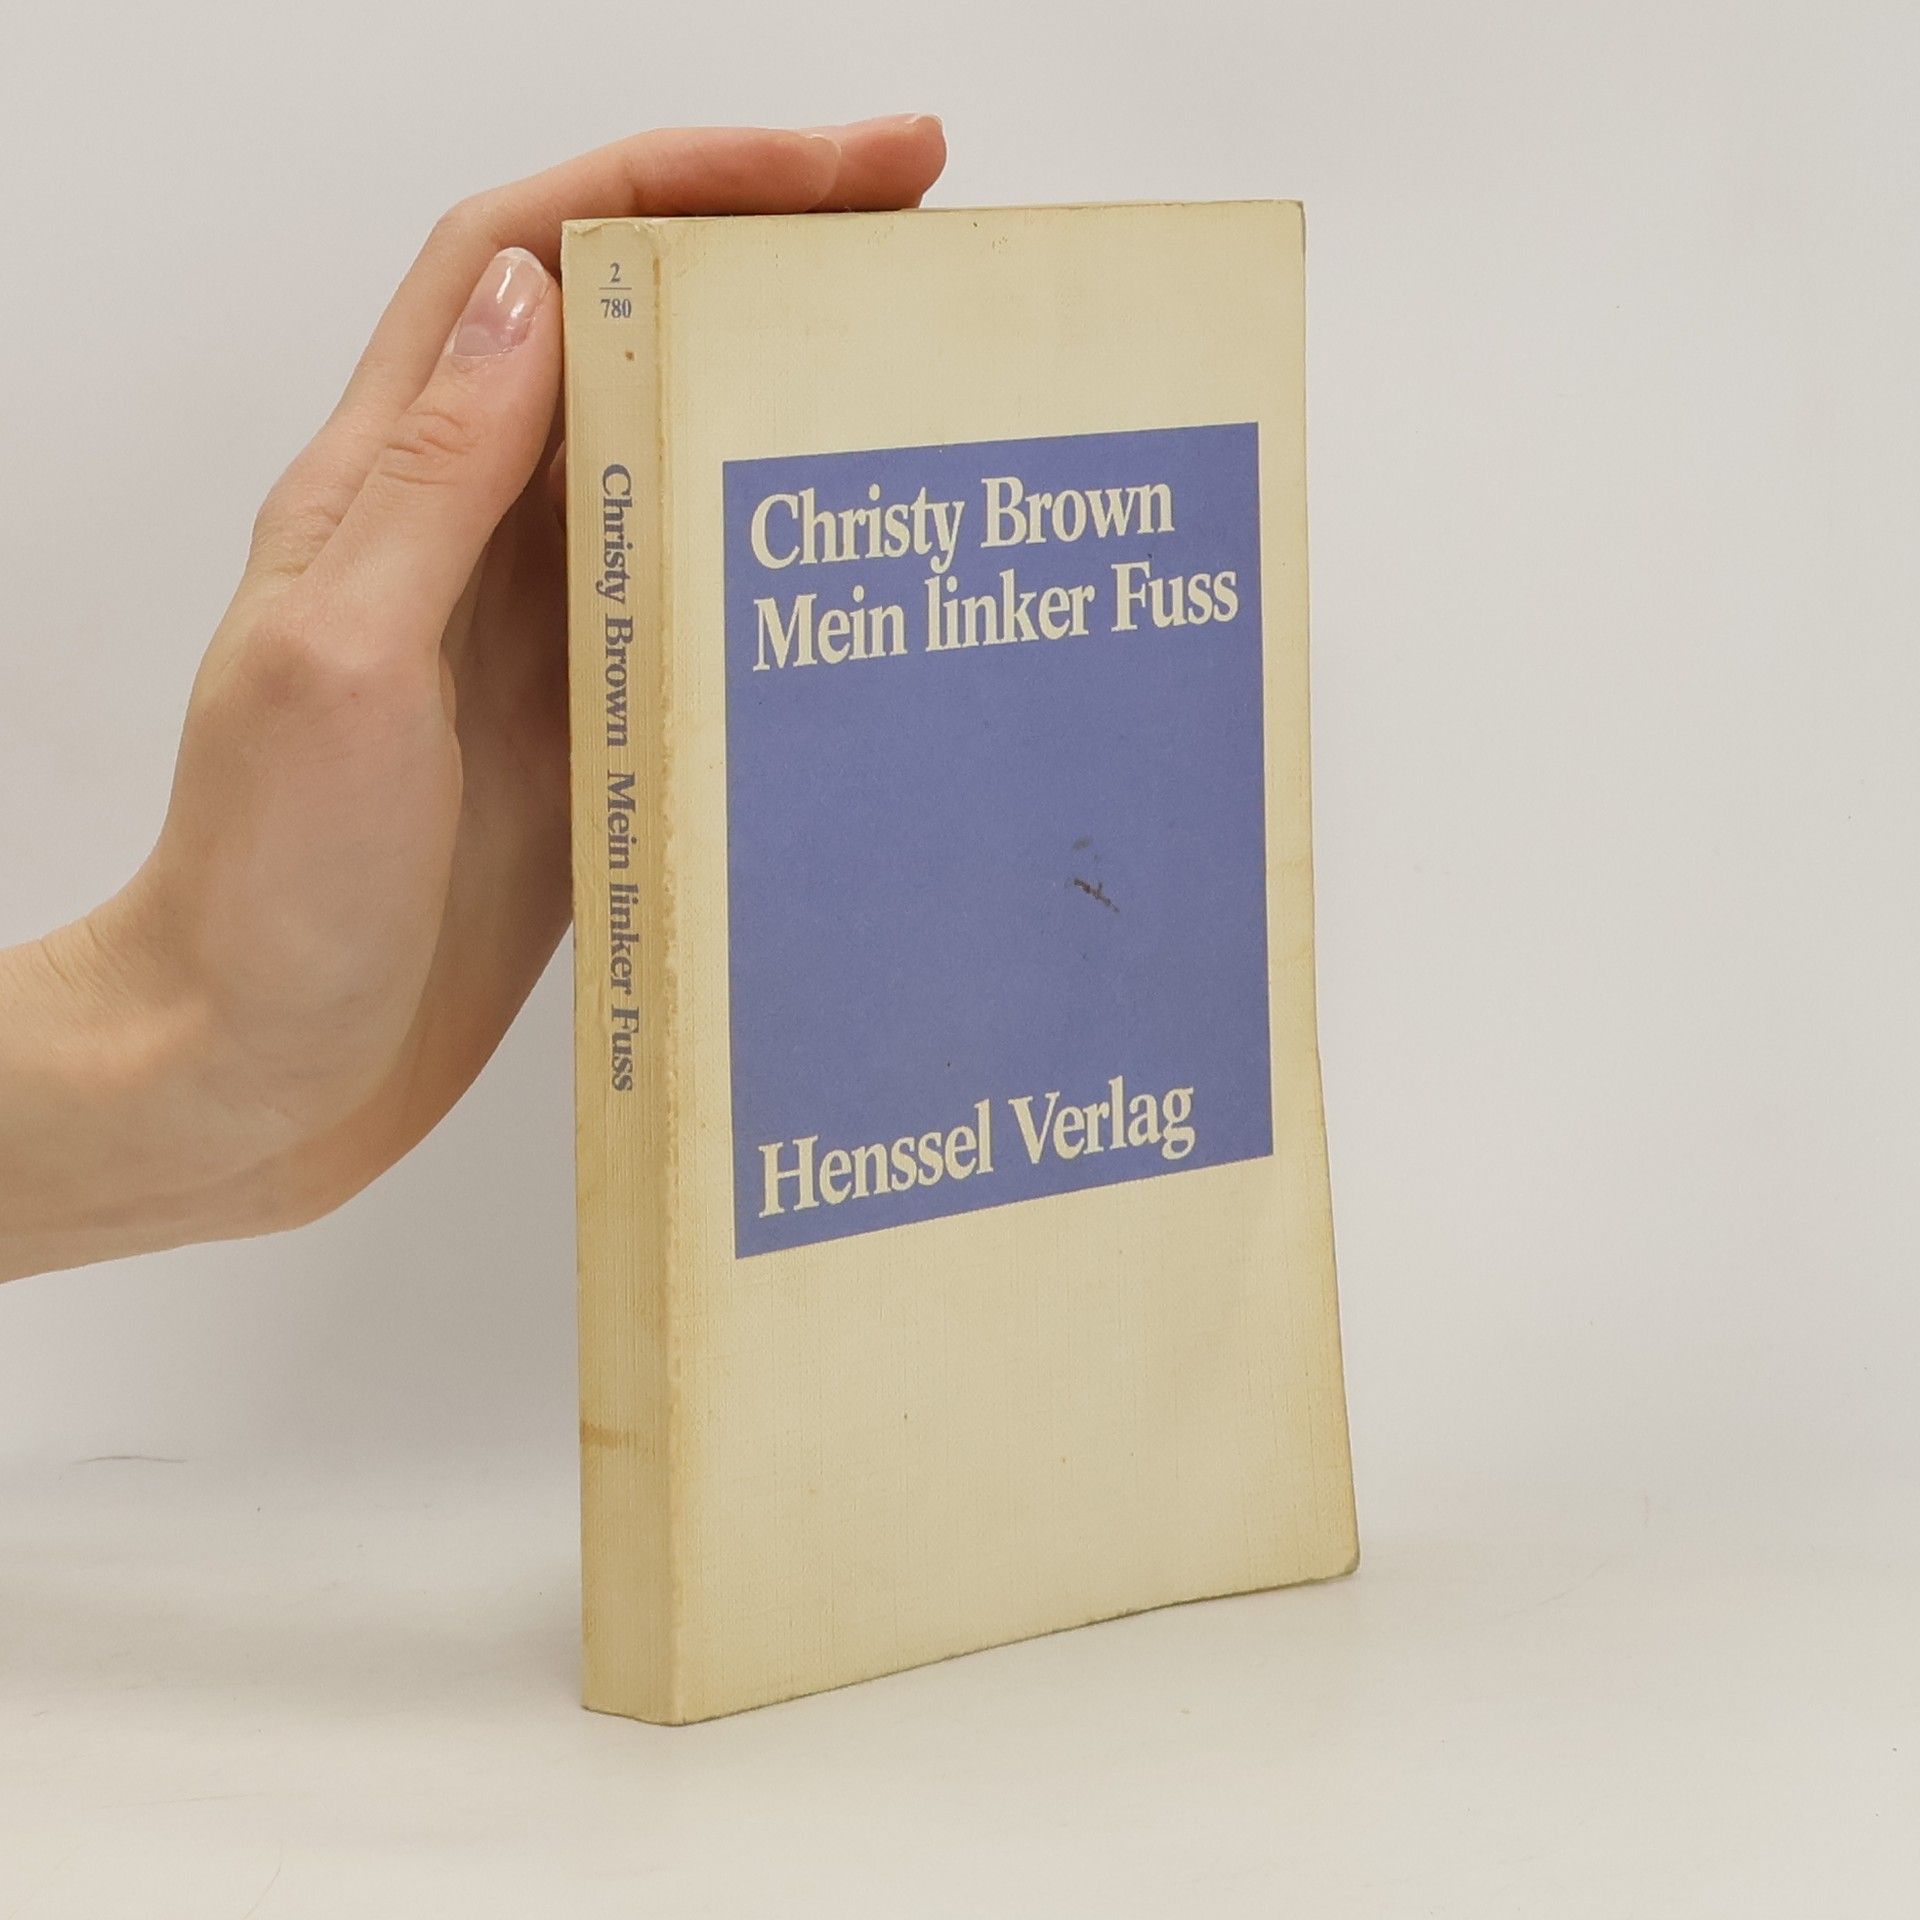 2
780
Christy Brown Mein linker Fuss
Christy Brown
Mein linker Fuss
Henssel Verlag